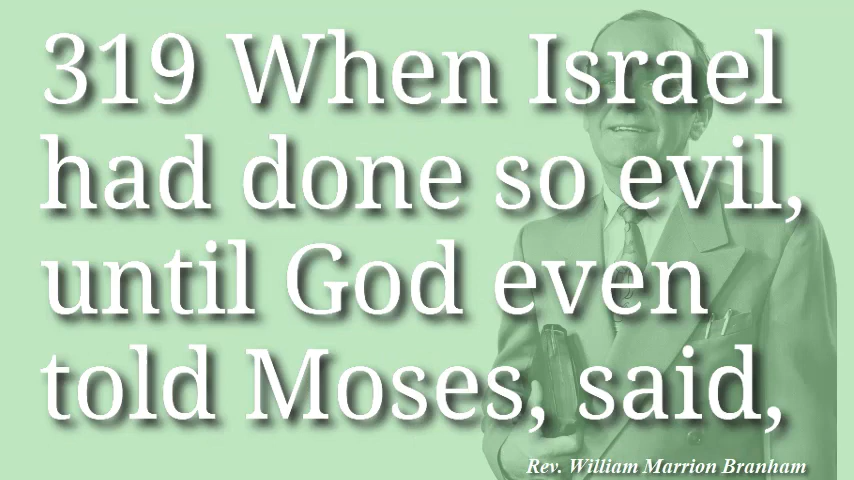 319 When Israel
had done so evil,
until God even
told Moses, said,
Rev. William Marrion Branham